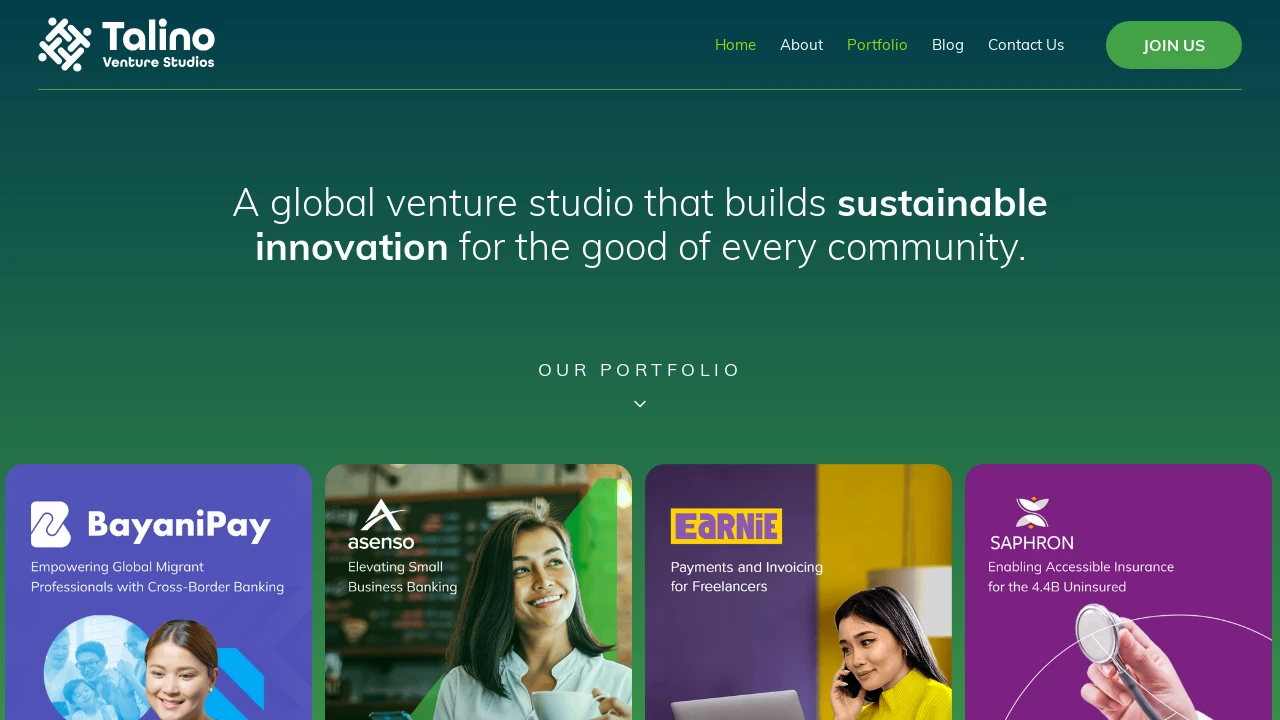 Talino
Venture Studios
Home
About
Portfolio
Blog
Contact Us
JOIN US
A global venture studio that builds sustainable
innovation for the good of every community.
OUR PORTFOLIO
BayaniPay
Empowering Global Migrant
Professionals with Cross-Border Banking
asenso
Elevating Small
Business Banking
EARNiE
Payments and Invoicing
for Freelancers
SAPHRON
Enabling Accessible Insurance
for the 4.4B Uninsured